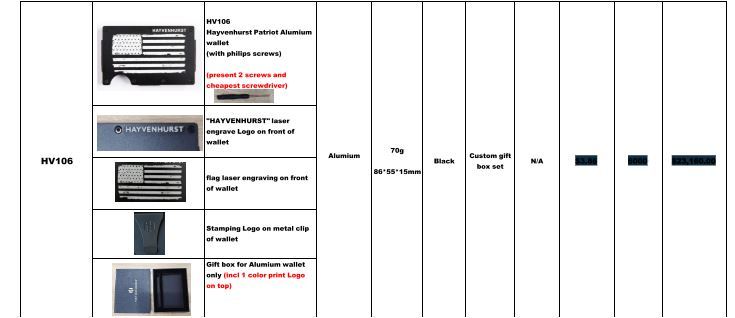 HV106
HAYVENHURST
HV106
Hayvenhurst Patriot Alumium
wallet
(with philips screws)
(present 2 screws and
cheapest screwdriver)
HAYVENHURST
"HAYVENHURST" laser
engrave Logo on front of
wallet
flag laser engraving on front
of wallet
Stamping Logo on metal clip
of wallet
Gift box for Alumium wallet
only (incl 1 color print Logo
on top)
Alumium
70g
86*55*15mm
Black
Custom gift
box set
N/A
6000